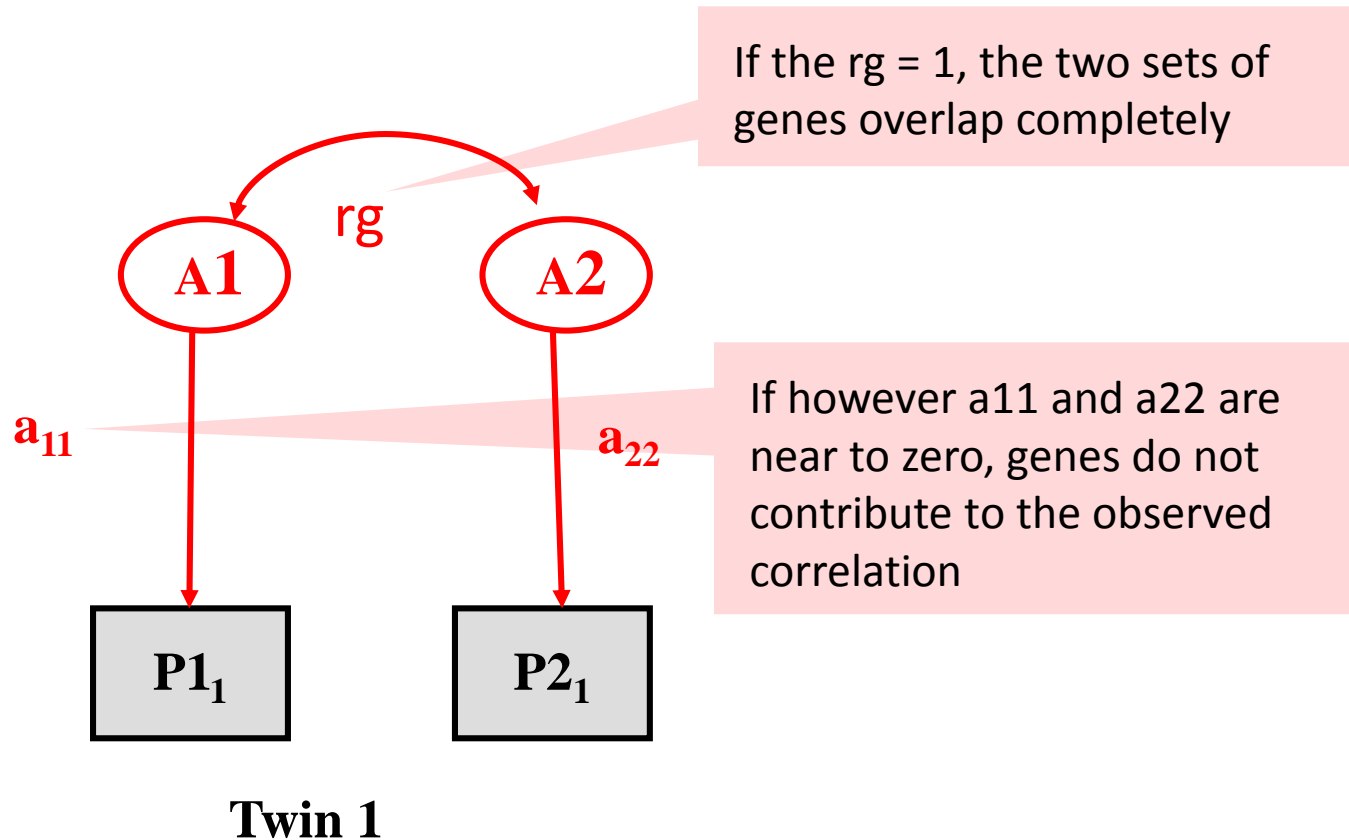 If the rg = 1, the two sets of
genes overlap completely
rg
A1
A2
If however a11 and a22 are
near to zero, genes do not
contribute to the observed
correlation
a₁₁
a₂₂
P1₁
P2₁
Twin 1